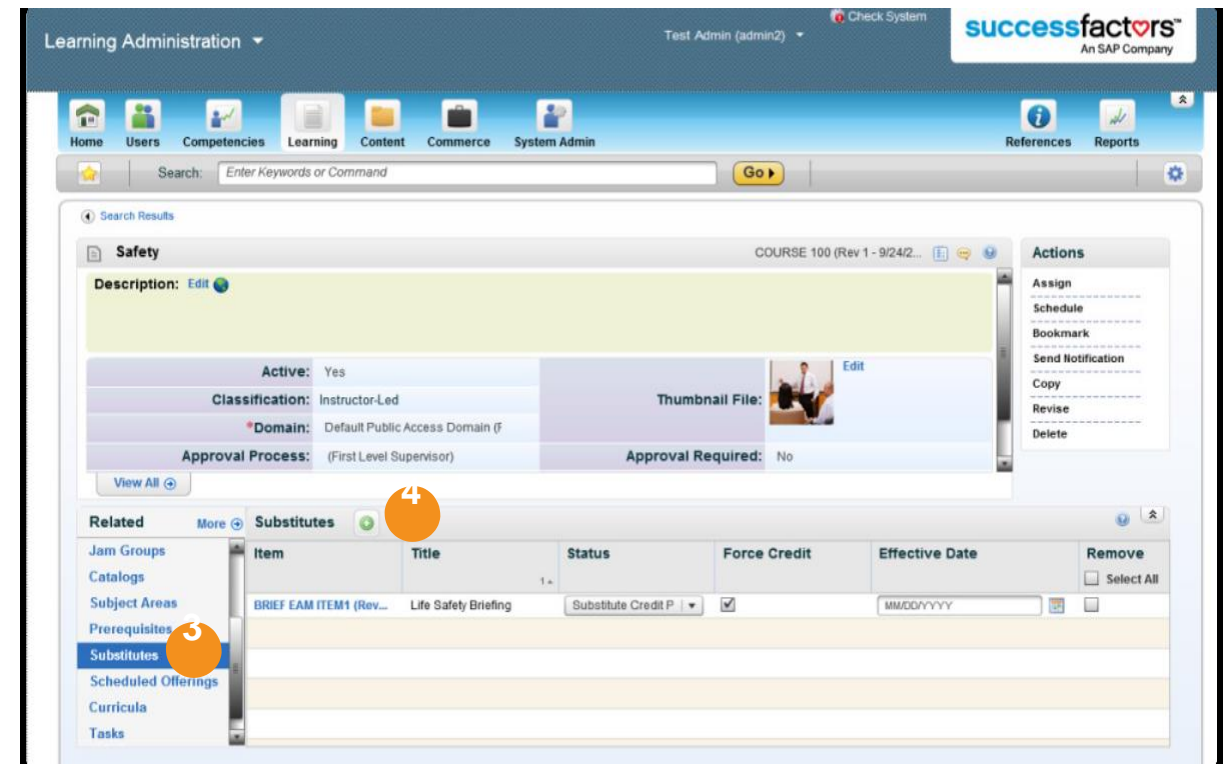 Learning Administration
Test Admin (admin2)
Check System
successfactors™
An SAP Company
Home Users Competencies Learning Content Commerce System Admin References Reports
Search: Enter Keywords or Command Go
Search Results
Safety COURSE 100 (Rev 1 - 9/24/2...
Actions
Description: Edit
Assign
Schedule
Bookmark
Send Notification
Copy
Revise
Delete
Active: Yes
Classification: Instructor-Led
Thumbnail File: Edit
*Domain: Default Public Access Domain (F
Approval Process: (First Level Supervisor) Approval Required: No
View All
4
Related More Substitutes
Jam Groups
Catalogs
Subject Areas
Prerequisites
3
Substitutes
Scheduled Offerings
Curricula
Tasks
Item Title Status Force Credit Effective Date Remove
1 Select All
BRIEF EAM ITEM1 (Rev... Life Safety Briefing Substitute Credit P MM/DD/YYYY